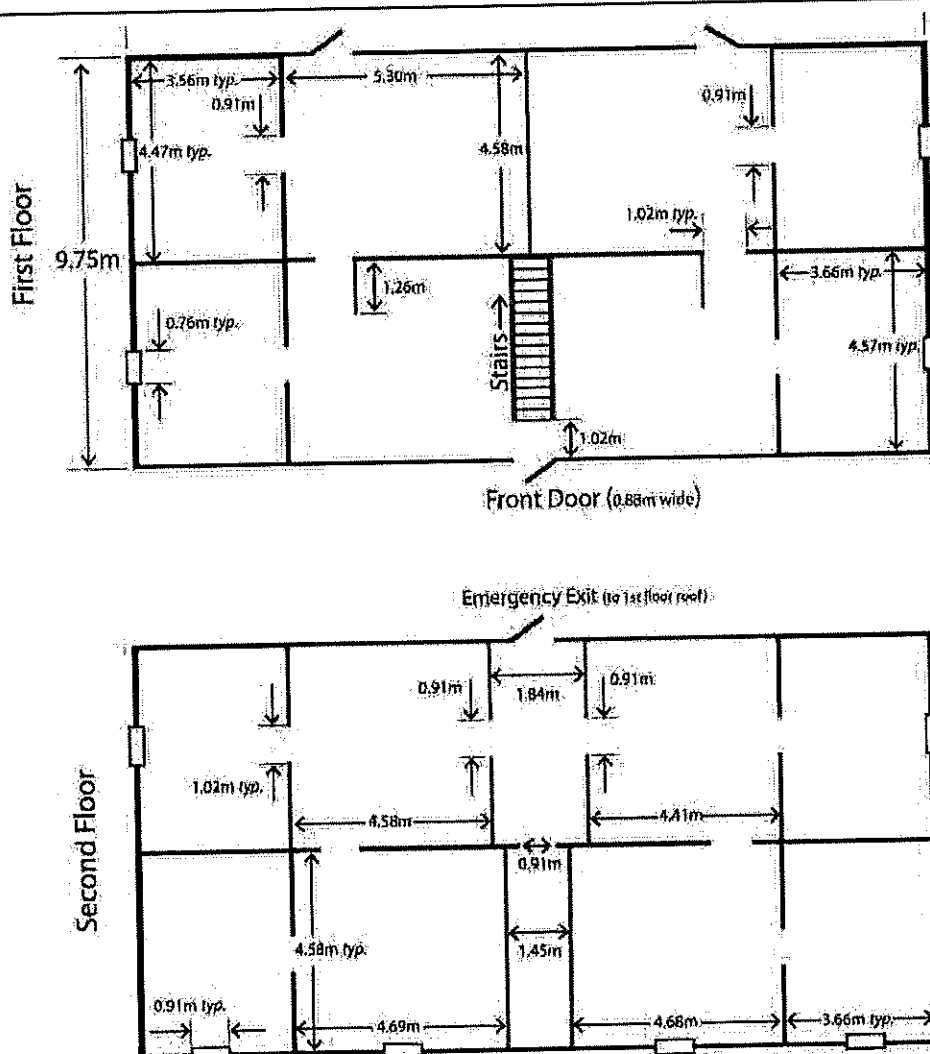 First Floor
3.56m typ.
5.30m
0.91m
0.91m
4.47m typ.
4.58m
1.02m typ.
9.75m
1.26m
3.66m typ.
0.76m typ.
Stairs
4.57m typ.
1.02m
Front Door (0.88m wide)
Emergency Exit (to 1st floor roof)
Second Floor
0.91m
1.84m
0.91m
1.02m typ.
4.58m
4.41m
0.91m
4.58m typ.
1.45m
0.91m typ.
4.69m
4.68m
3.66m typ.